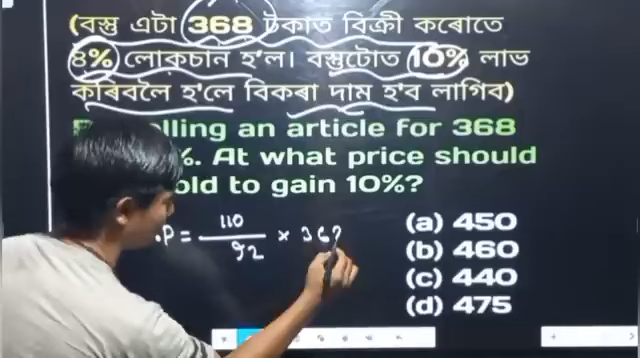 (বস্তু এটা 368 টকাত বিক্ৰী কৰোতে
8% লোকচান হ'ল। বস্তুটোত 10% লাভ
কৰিবলৈ হ'লে বিকৰা দাম হ'ব লাগিব)
lling an article for 368
%. At what price should
old to gain 10%?
.P = 110/92 × 36
(a) 450
(b) 460
(c) 440
(d) 475